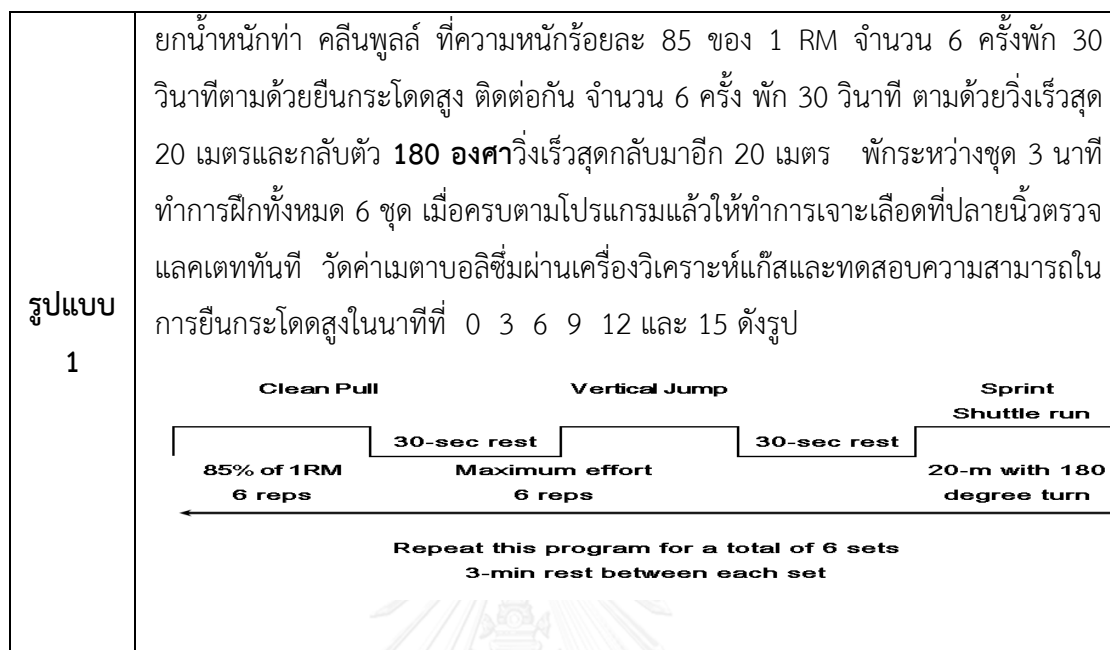 รูปแบบ
1
ยกน้ำหนักท่า คลีนพูลล์ ที่ความหนักร้อยละ 85 ของ 1 RM จำนวน 6 ครั้งพัก 30
วินาทีตามด้วยยืนกระโดดสูง ติดต่อกัน จำนวน 6 ครั้ง พัก 30 วินาที ตามด้วยวิ่งเร็วสุด
20 เมตรและกลับตัว 180 องศาวิ่งเร็วสุดกลับมาอีก 20 เมตร พักระหว่างชุด 3 นาที
ทำการฝึกทั้งหมด 6 ชุด เมื่อครบตามโปรแกรมแล้วให้ทำการเจาะเลือดที่ปลายนิ้วตรวจ
แลคเตททันที วัดค่าเมตาบอลิซึ่มผ่านเครื่องวิเคราะห์แก๊สและทดสอบความสามารถใน
การยืนกระโดดสูงในนาทีที่ 0 3 6 9 12 และ 15 ดังรูป
Clean Pull Vertical Jump Sprint
Shuttle run
30-sec rest 30-sec rest
85% of 1RM Maximum effort 20-m with 180
6 reps 6 reps degree turn
Repeat this program for a total of 6 sets
3-min rest between each set